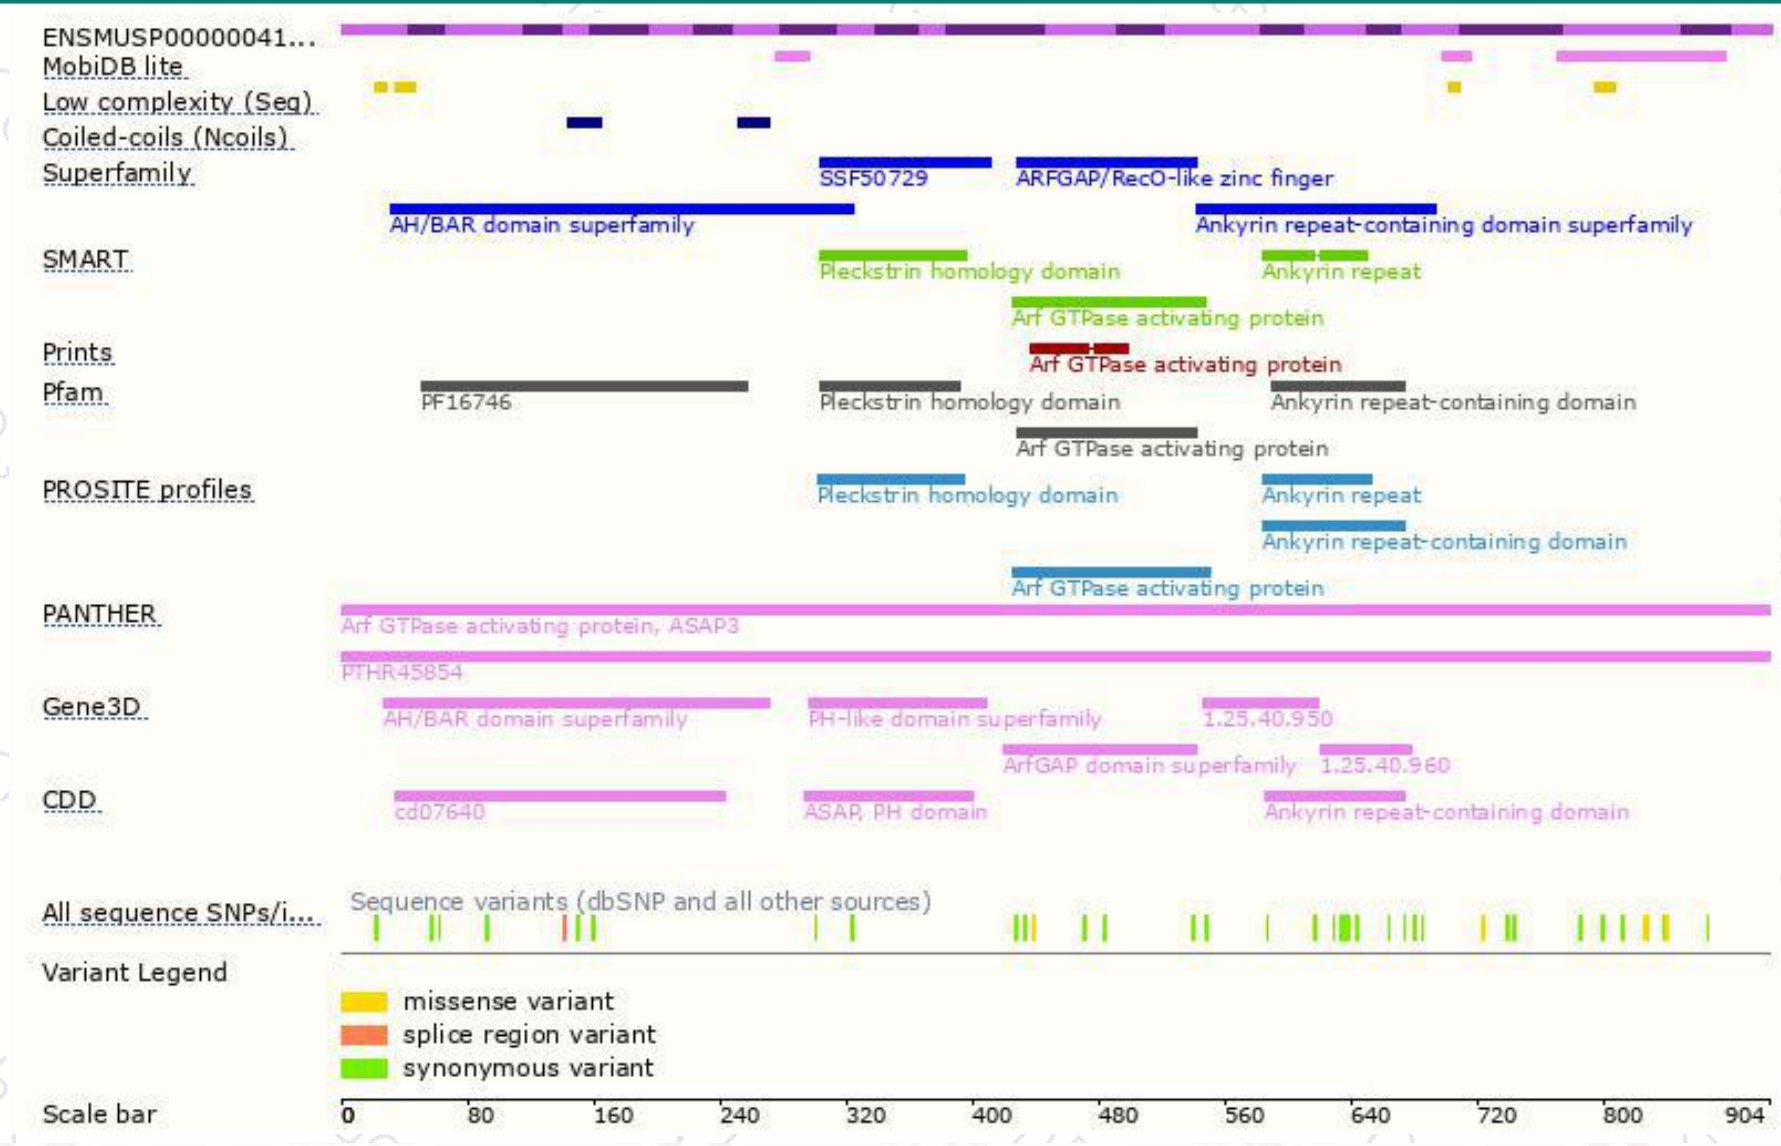 ENSMUSP00000041...
MobiDB lite
Low complexity (Seg)
Coiled-coils (Ncoils)
Superfamily
SSF50729 ARFGAP/RecO-like zinc finger
AH/BAR domain superfamily Ankyrin repeat-containing domain superfamily
SMART
Pleckstrin homology domain Ankyrin repeat
Arf GTPase activating protein
Prints
Arf GTPase activating protein
Pfam
PF16746 Pleckstrin homology domain Ankyrin repeat-containing domain
Arf GTPase activating protein
PROSITE profiles
Pleckstrin homology domain Ankyrin repeat
Ankyrin repeat-containing domain
Arf GTPase activating protein
PANTHER
Arf GTPase activating protein, ASAP3
PTHR45854
Gene3D
AH/BAR domain superfamily PH-like domain superfamily 1.25.40.950
ArfGAP domain superfamily 1.25.40.960
CDD
cd07640 ASAP, PH domain Ankyrin repeat-containing domain
Sequence variants (dbSNP and all other sources)
All sequence SNPs/i...
Variant Legend
missense variant
splice region variant
synonymous variant
Scale bar 0 80 160 240 320 400 480 560 640 720 800 904